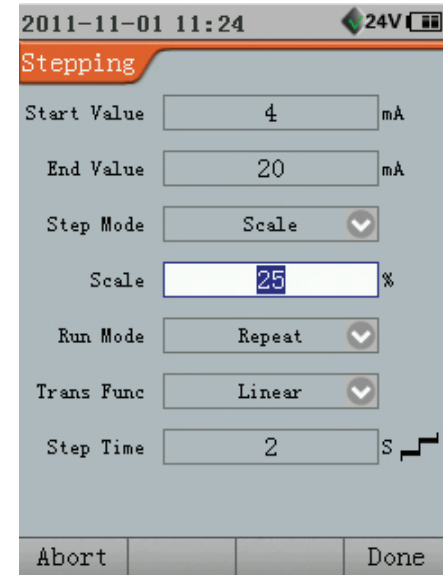 2011-11-01 11:24 24V
Stepping
Start Value 4 mA
End Value 20 mA
Step Mode Scale
Scale 25 %
Run Mode Repeat
Trans Func Linear
Step Time 2 S
Abort Done